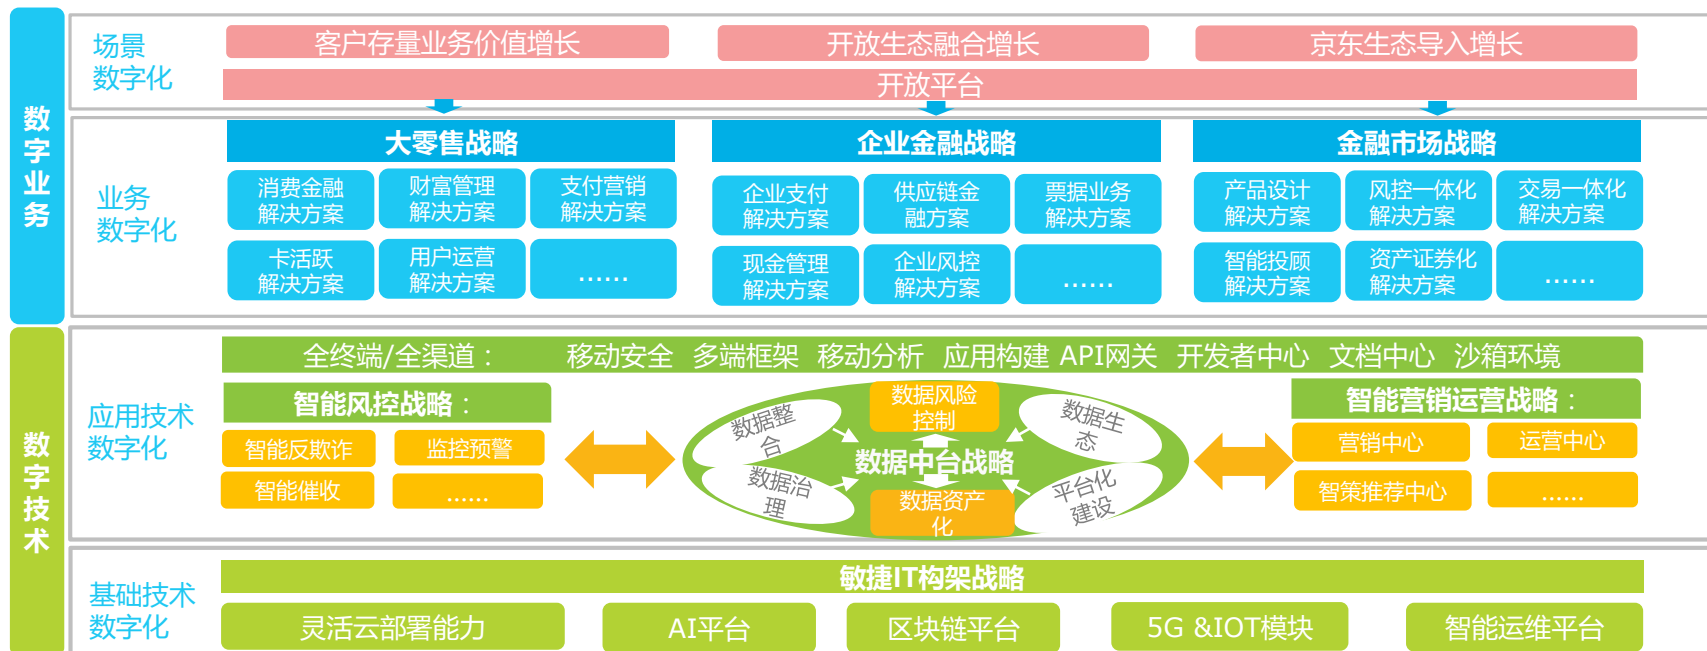 数字业务
场景
数字化
客户存量业务价值增长
开放生态融合增长
京东生态导入增长
开放平台
业务
数字化
大零售战略
消费金融
解决方案
财富管理
解决方案
支付营销
解决方案
卡活跃
解决方案
用户运营
解决方案
......
企业金融战略
企业支付
解决方案
供应链金
融方案
票据业务
解决方案
现金管理
解决方案
企业风控
解决方案
......
金融市场战略
产品设计
解决方案
风控一体化
解决方案
交易一体化
解决方案
智能投顾
解决方案
资产证券化
解决方案
......
数字技术
应用技术
数字化
全终端/全渠道： 移动安全 多端框架 移动分析 应用构建 API网关 开发者中心 文档中心 沙箱环境
智能风控战略：
智能反欺诈
监控预警
智能催收
......
数据整
合
数据风险
控制
数据生
态
数据中台战略
数据治
理
数据资产
化
平台化
建设
智能营销运营战略：
营销中心
运营中心
智策推荐中心
......
基础技术
数字化
敏捷IT构架战略
灵活云部署能力
AI平台
区块链平台
5G &IOT模块
智能运维平台